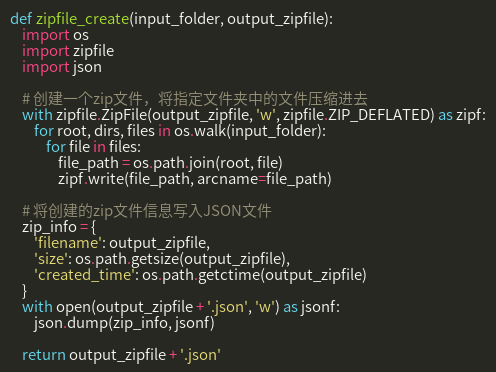 def zipfile_create(input_folder, output_zipfile):
    import os
    import zipfile
    import json

    # 创建一个zip文件，将指定文件夹中的文件压缩进去
    with zipfile.ZipFile(output_zipfile, 'w', zipfile.ZIP_DEFLATED) as zipf:
        for root, dirs, files in os.walk(input_folder):
            for file in files:
                file_path = os.path.join(root, file)
                zipf.write(file_path, arcname=file_path)

    # 将创建的zip文件信息写入JSON文件
    zip_info = {
        'filename': output_zipfile,
        'size': os.path.getsize(output_zipfile),
        'created_time': os.path.getctime(output_zipfile)
    }
    with open(output_zipfile + '.json', 'w') as jsonf:
        json.dump(zip_info, jsonf)

    return output_zipfile + '.json'